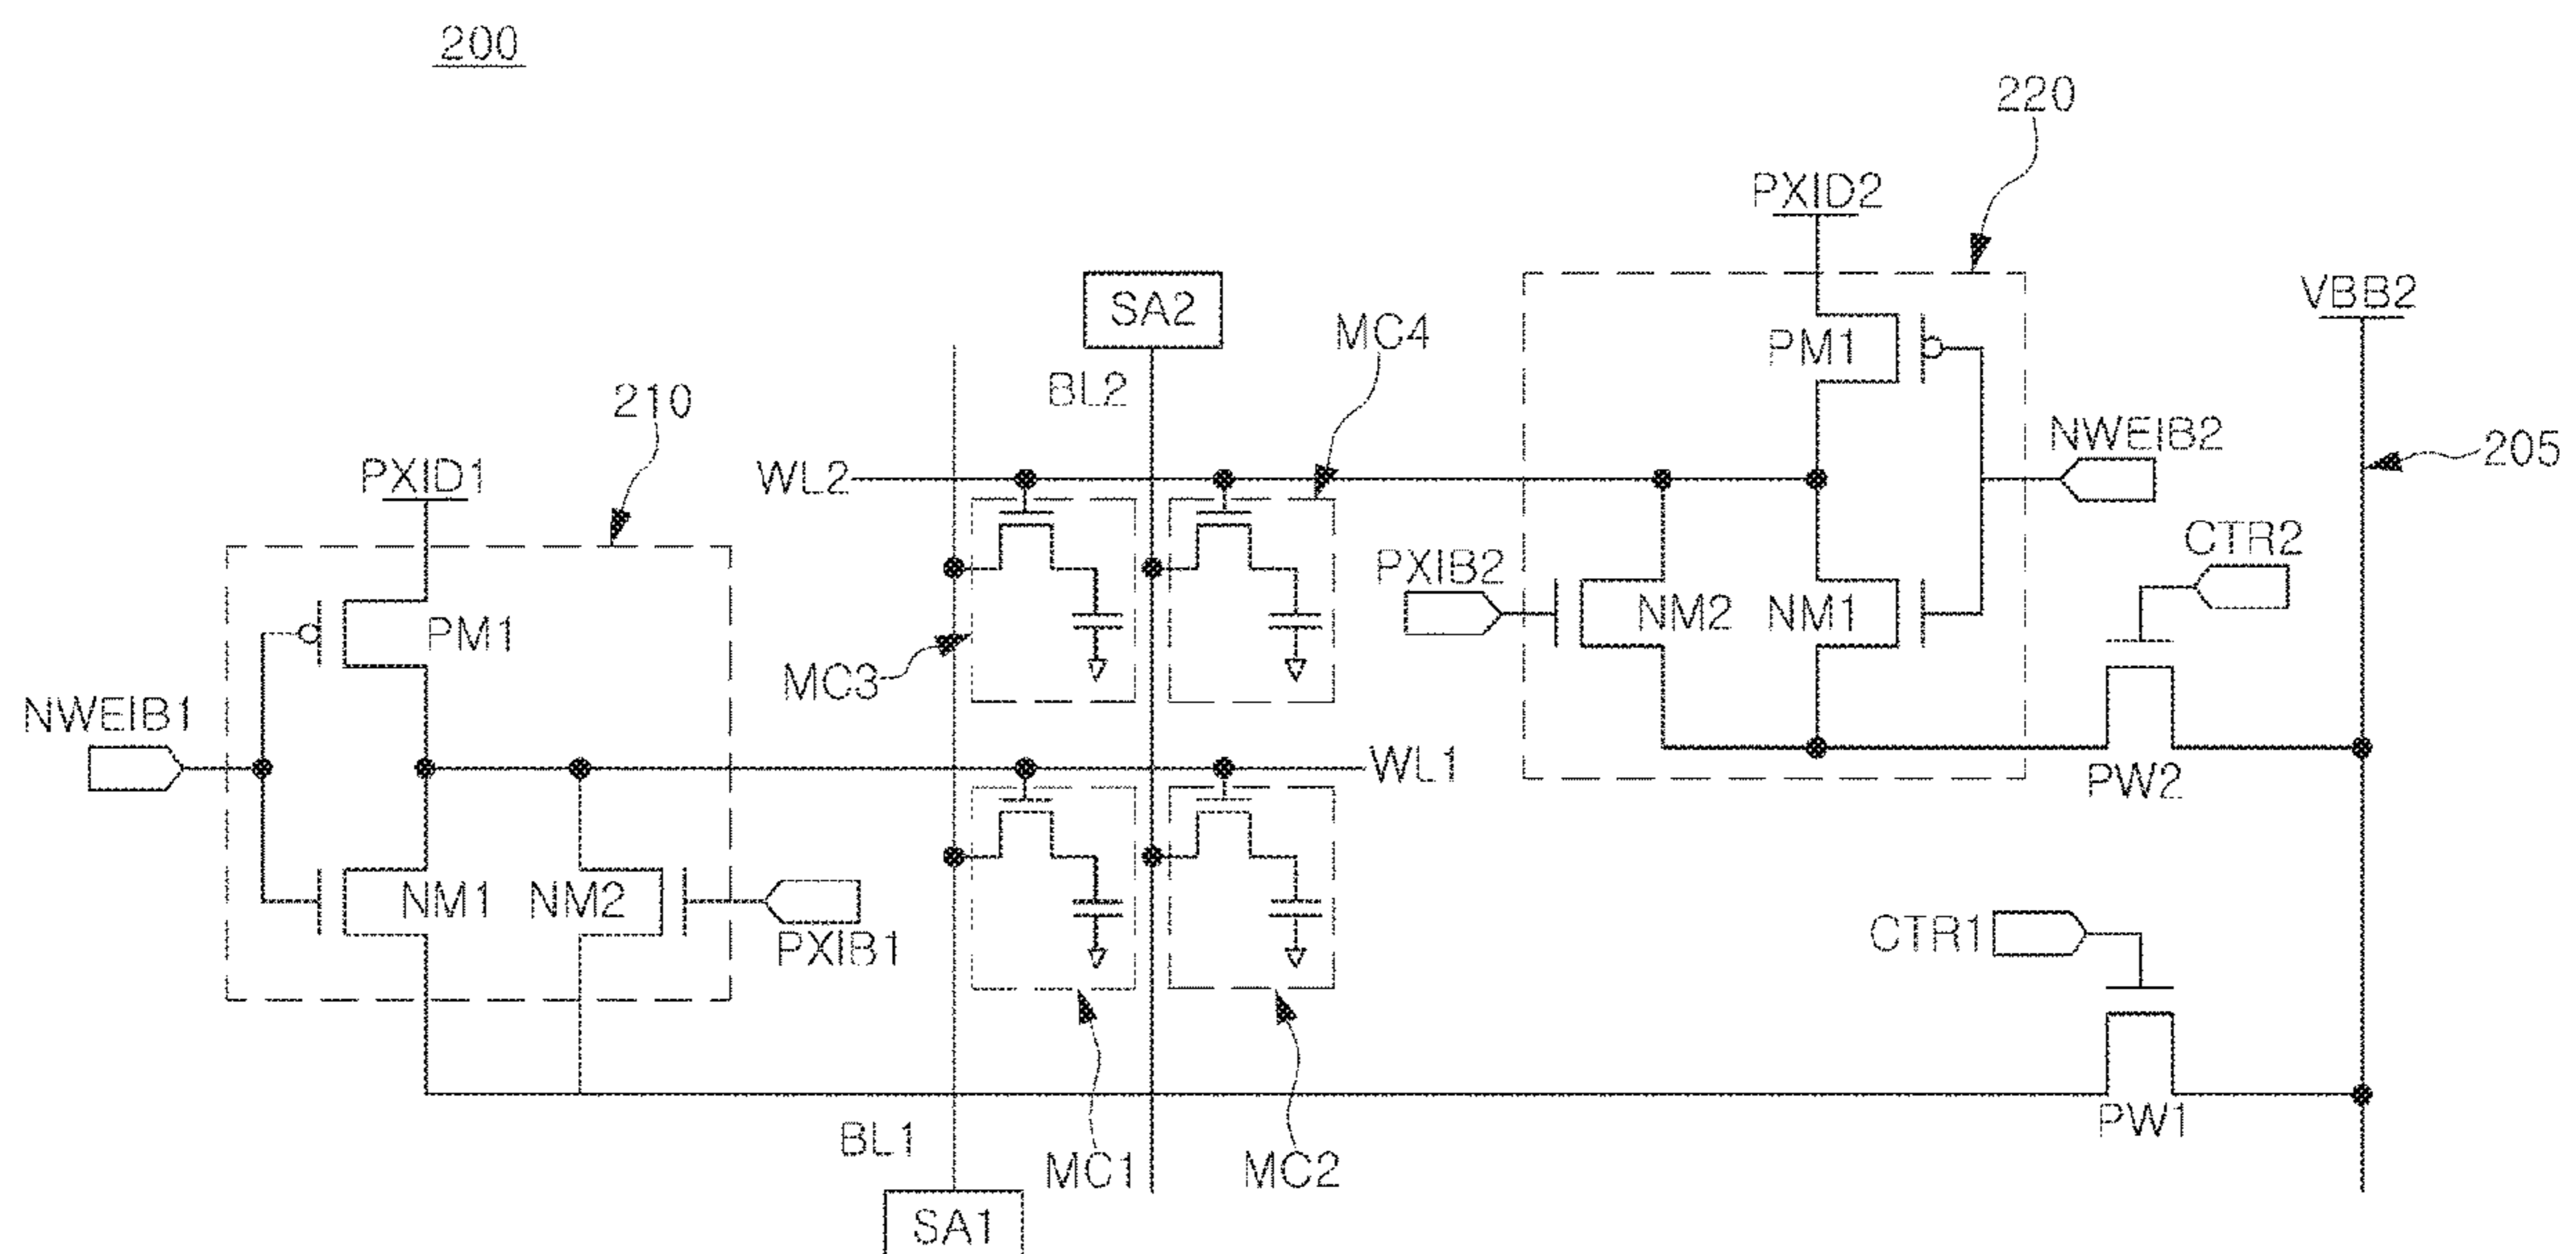 200
220
PXID2
SA2
VBB2
MC4
PM1
BL2
210
NWEIB2
PXID1
WL2
205
CTR2
PXIB2
NM2
NM1
PM1
MC3
NWEIB1
WL1
PW2
NM1
NM2
CTR1
PXIB1
PW1
BL1
MC1
MC2
SA1